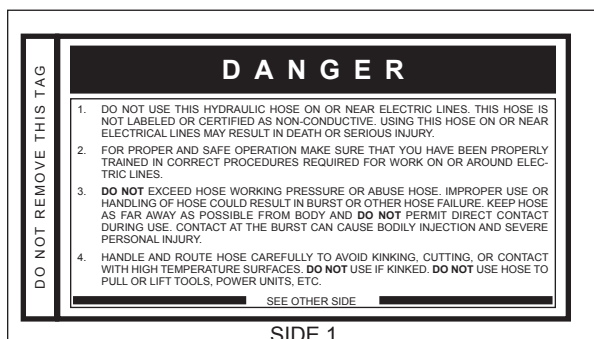 DO NOT REMOVE THIS TAG
DANGER
1. DO NOT USE THIS HYDRAULIC HOSE ON OR NEAR ELECTRIC LINES. THIS HOSE IS
NOT LABELED OR CERTIFIED AS NON-CONDUCTIVE. USING THIS HOSE ON OR NEAR
ELECTRICAL LINES MAY RESULT IN DEATH OR SERIOUS INJURY.
2. FOR PROPER AND SAFE OPERATION MAKE SURE THAT YOU HAVE BEEN PROPERLY
TRAINED IN CORRECT PROCEDURES REQUIRED FOR WORK ON OR AROUND ELEC-
TRIC LINES.
3. DO NOT EXCEED HOSE WORKING PRESSURE OR ABUSE HOSE. IMPROPER USE OR
HANDLING OF HOSE COULD RESULT IN BURST OR OTHER HOSE FAILURE. KEEP HOSE
AS FAR AWAY AS POSSIBLE FROM BODY AND DO NOT PERMIT DIRECT CONTACT
DURING USE. CONTACT AT THE BURST CAN CAUSE BODILY INJECTION AND SEVERE
PERSONAL INJURY.
4. HANDLE AND ROUTE HOSE CAREFULLY TO AVOID KINKING, CUTTING, OR CONTACT
WITH HIGH TEMPERATURE SURFACES. DO NOT USE IF KINKED. DO NOT USE HOSE TO
PULL OR LIFT TOOLS, POWER UNITS, ETC.
SEE OTHER SIDE
SIDE 1